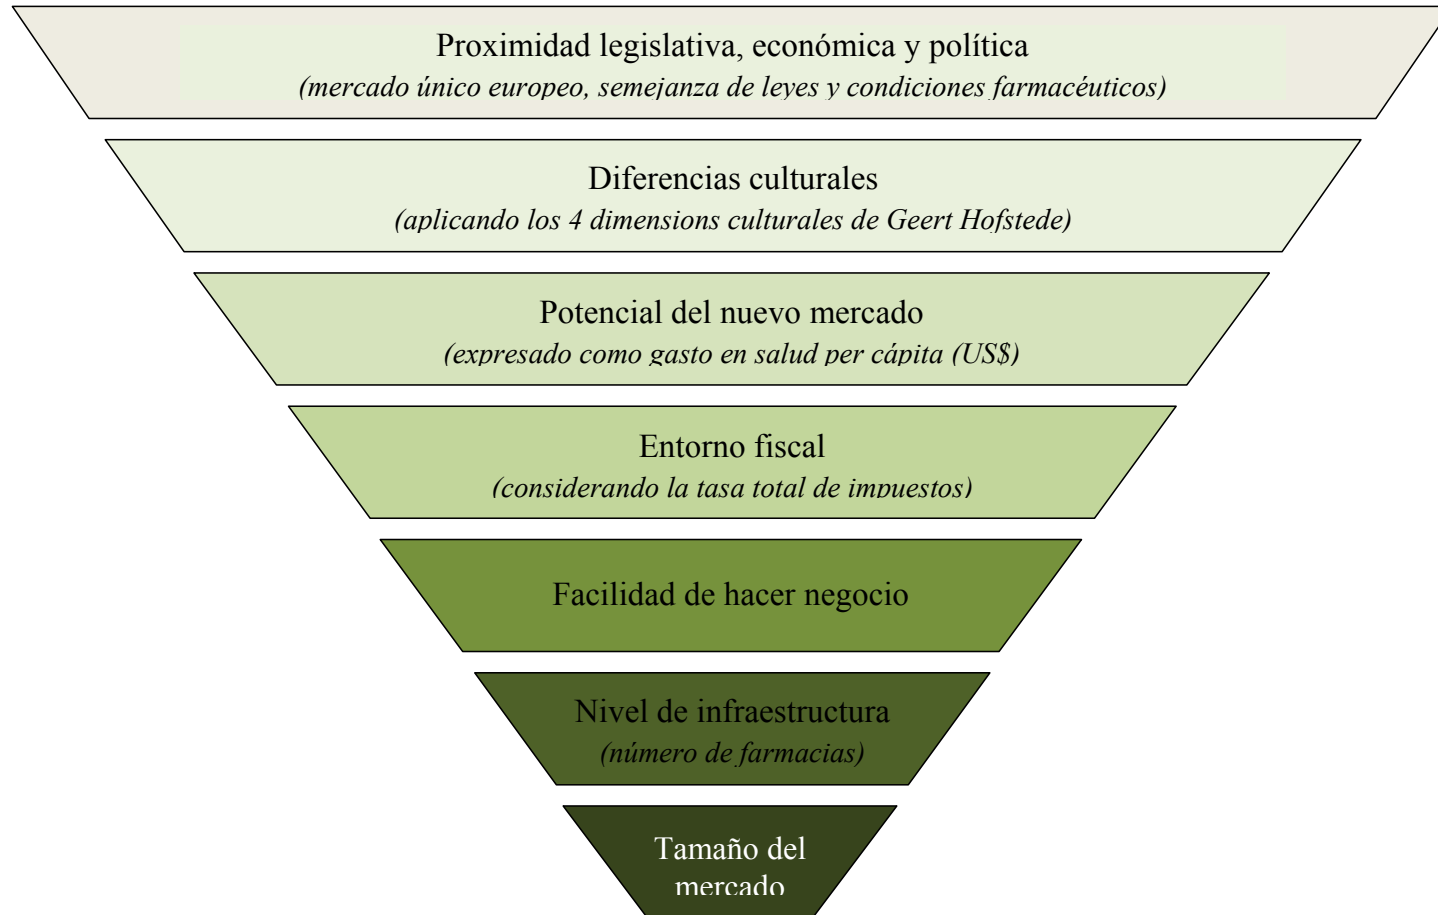 Proximidad legislativa, económica y política
(mercado único europeo, semejanza de leyes y condiciones farmacéuticos)
Diferencias culturales
(aplicando los 4 dimensions culturales de Geert Hofstede)
Potencial del nuevo mercado
(expresado como gasto en salud per cápita (US$)
Entorno fiscal
(considerando la tasa total de impuestos)
Facilidad de hacer negocio
Nivel de infraestructura
(número de farmacias)
Tamaño del
mercado